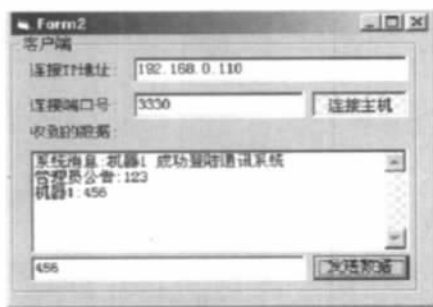 Form2
客户端
连接IP地址: 192.168.0.110
连接端口号: 3330 连接主机
收到的数据:
系统消息:机器1 成功登陆通讯系统
管理员公告:123
机器1:456
456 发送数据